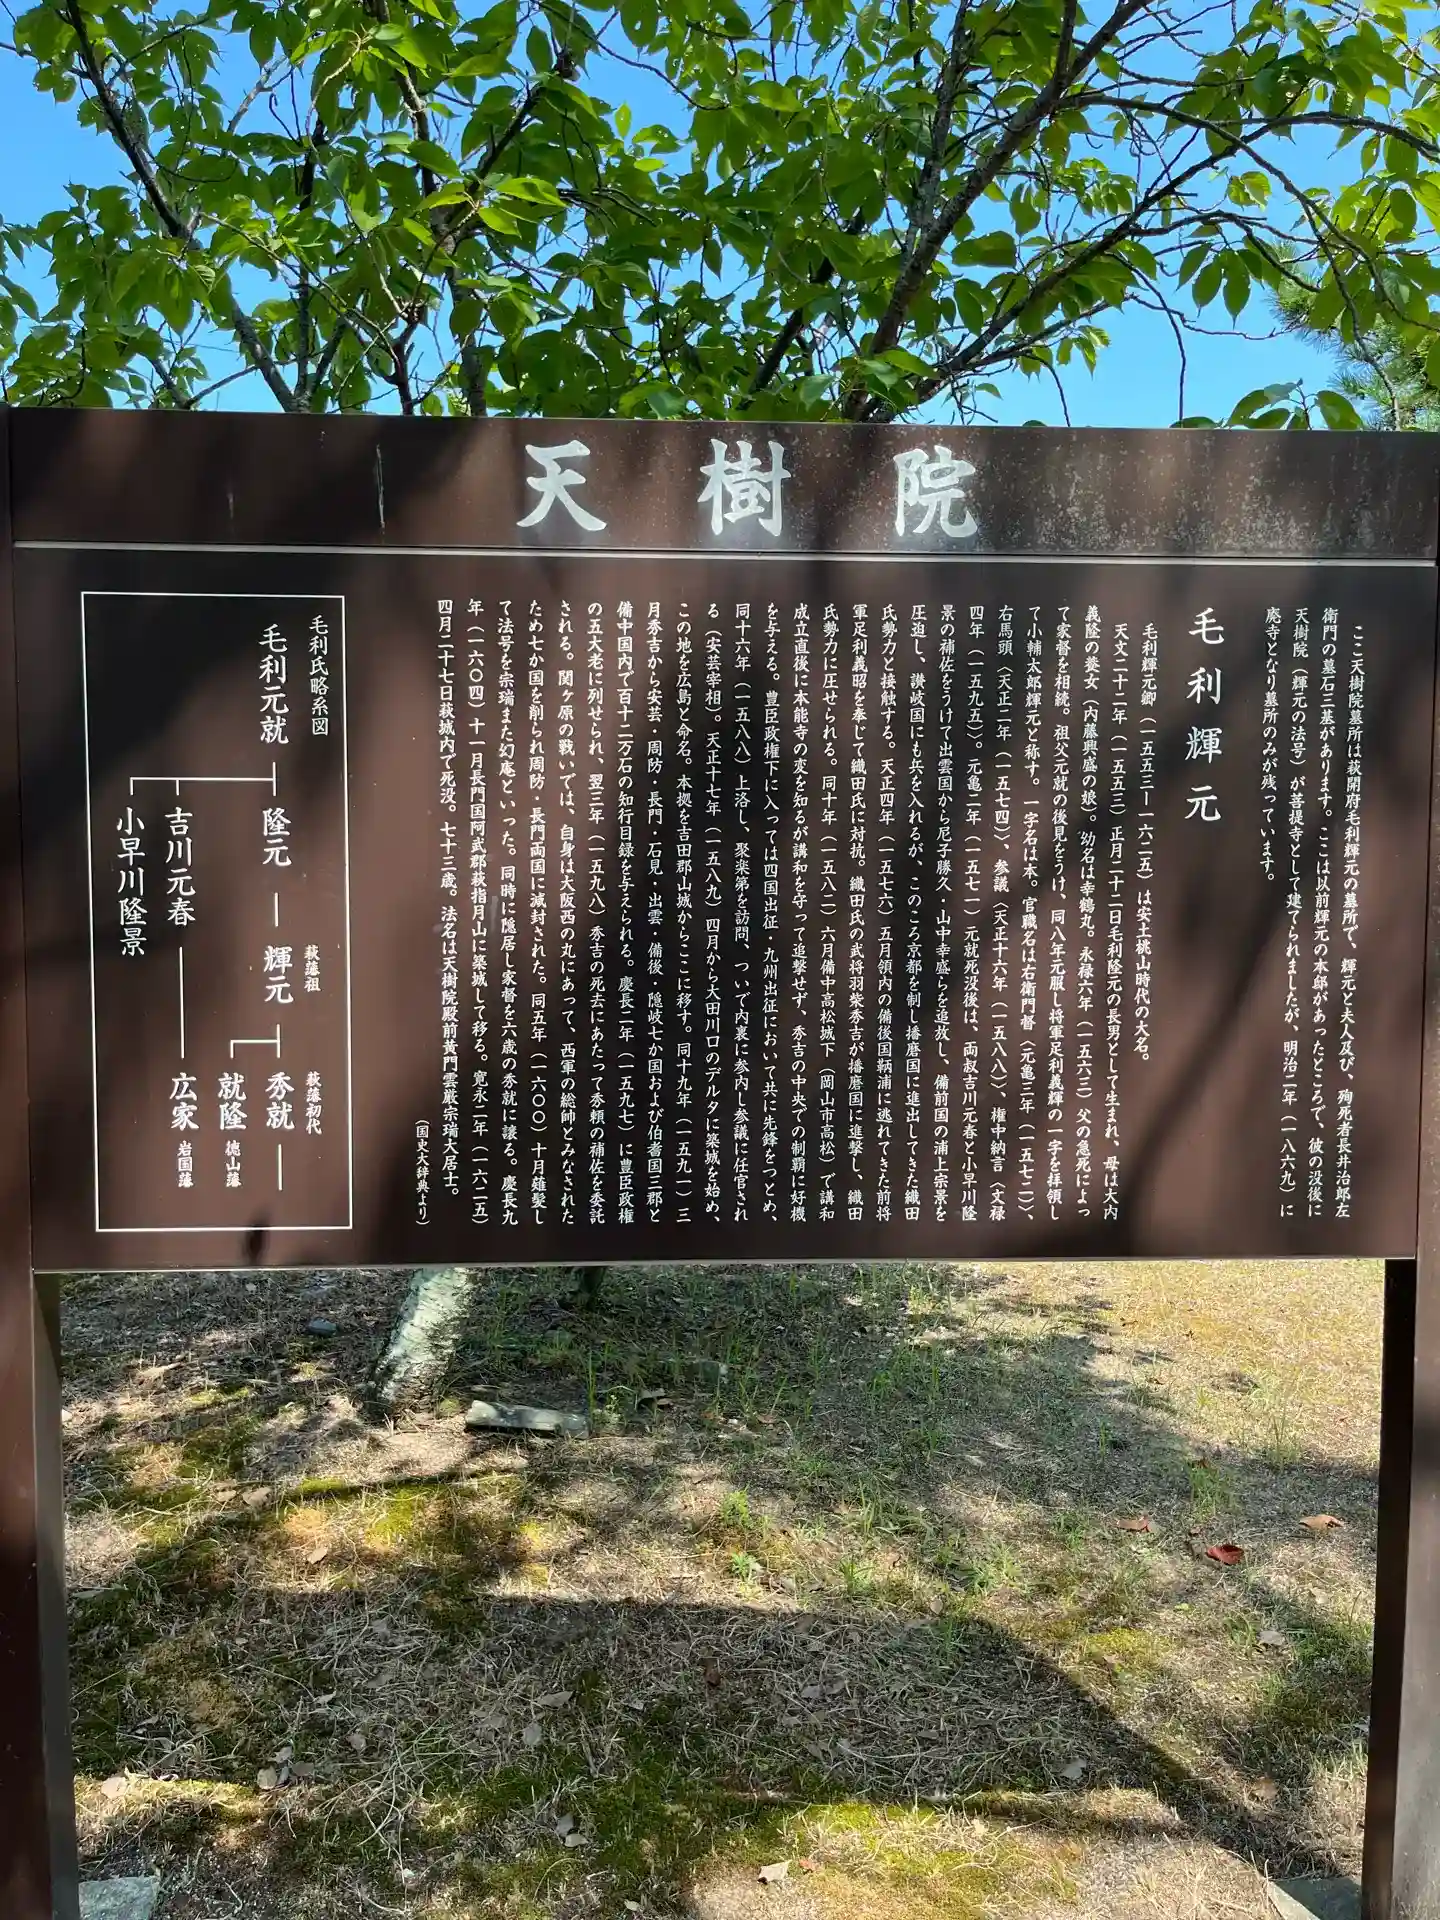 天樹院
ここ天樹院墓所は萩開府毛利輝元の墓所で、輝元と夫人及び、殉死者長井治郎左
衛門の墓石三基があります。ここは以前輝元の本邸があったところで、彼の没後に
天樹院（輝元の法号）が菩提寺として建てられましたが、明治二年（一八六九）に
廃寺となり墓所のみが残っています。
毛利輝元
毛利輝元卿（一五五三ー一六二五）は安土桃山時代の大名。
天文二十二年（一五五三）正月二十二日毛利隆元の長男として生まれ、母は大内
義隆の養女（内藤興盛の娘）。幼名は幸鶴丸。永禄六年（一五六三）父の急死によっ
て家督を相続。祖父元就の後見をうけ、同八年元服し将軍足利義輝の一字を拝領し
て小輔太郎輝元と称す。一字名は本。官職名は右衛門督（元亀三年（一五七二）、
右馬頭（天正二年（一五七四）、参議（天正十六年（一五八八）、権中納言（文禄
四年（一五九五）。元亀二年（一五七一）元就死没後は、両叔吉川元春と小早川隆
景の補佐をうけて出雲国から尼子勝久・山中幸盛らを追放し、備前国の浦上宗景を
圧迫し、讃岐国にも兵を入れるが、このころ京都を制し播磨国に進出してきた織田
氏勢力と接触する。天正四年（一五七六）五月領内の備後国鞆浦に逃れてきた前将
軍足利義昭を奉じて織田氏に対抗。織田氏の武将羽柴秀吉が播磨国に進撃し、織田
氏勢力に圧せられる。同十年（一五八二）六月備中高松城下（岡山市高松）で講和
成立直後に本能寺の変を知るが講和を守って追撃せず、秀吉の中央での制覇に好機
を与える。豊臣政権下に入っては四国出征・九州出征において共に先鋒をつとめ、
同十六年（一五八八）上洛し、聚楽第を訪問、ついで内裏に参内し参議に任官され
る（安芸宰相）。天正十七年（一五八九）四月から太田川口のデルタに築城を始め、
この地を広島と命名。本拠を吉田郡山城からここに移す。同十九年（一五九一）三
月秀吉から安芸・周防・長門・石見・出雲・備後・隠岐七か国および伯耆国三郡と
備中国内で百十二万石の知行目録を与えられる。慶長二年（一五九七）に豊臣政権
の五大老に列せられ、翌三年（一五九八）秀吉の死去にあたって秀頼の補佐を委託
される。関ヶ原の戦いでは、自身は大阪西の丸にあって、西軍の総帥とみなされた
ため七か国を削られ周防・長門両国に減封された。同五年（一六〇〇）十月薙髪し
て法号を宗瑞また幻庵といった。同時に隠居し家督を六歳の秀就に譲る。慶長九
年（一六〇四）十一月長門国阿武郡萩指月山に築城して移る。寛永二年（一六二五）
四月二十七日萩城内で死没。七十三歳。法名は天樹院殿前黄門雲巌宗瑞大居士。
（国史大辞典より）
毛利氏略系図
毛利元就
隆元
萩藩祖
輝元
萩藩初代
秀就
就隆
徳山藩
吉川元春
広家
岩国藩
小早川隆景